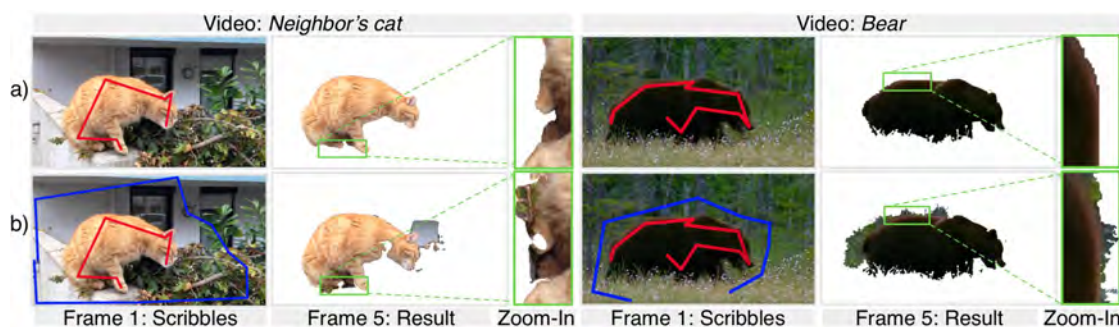 Video: Neighbor's cat
Video: Bear
a)
b)
Frame 1: Scribbles
Frame 5: Result
Zoom-In
Frame 1: Scribbles
Frame 5: Result
Zoom-In